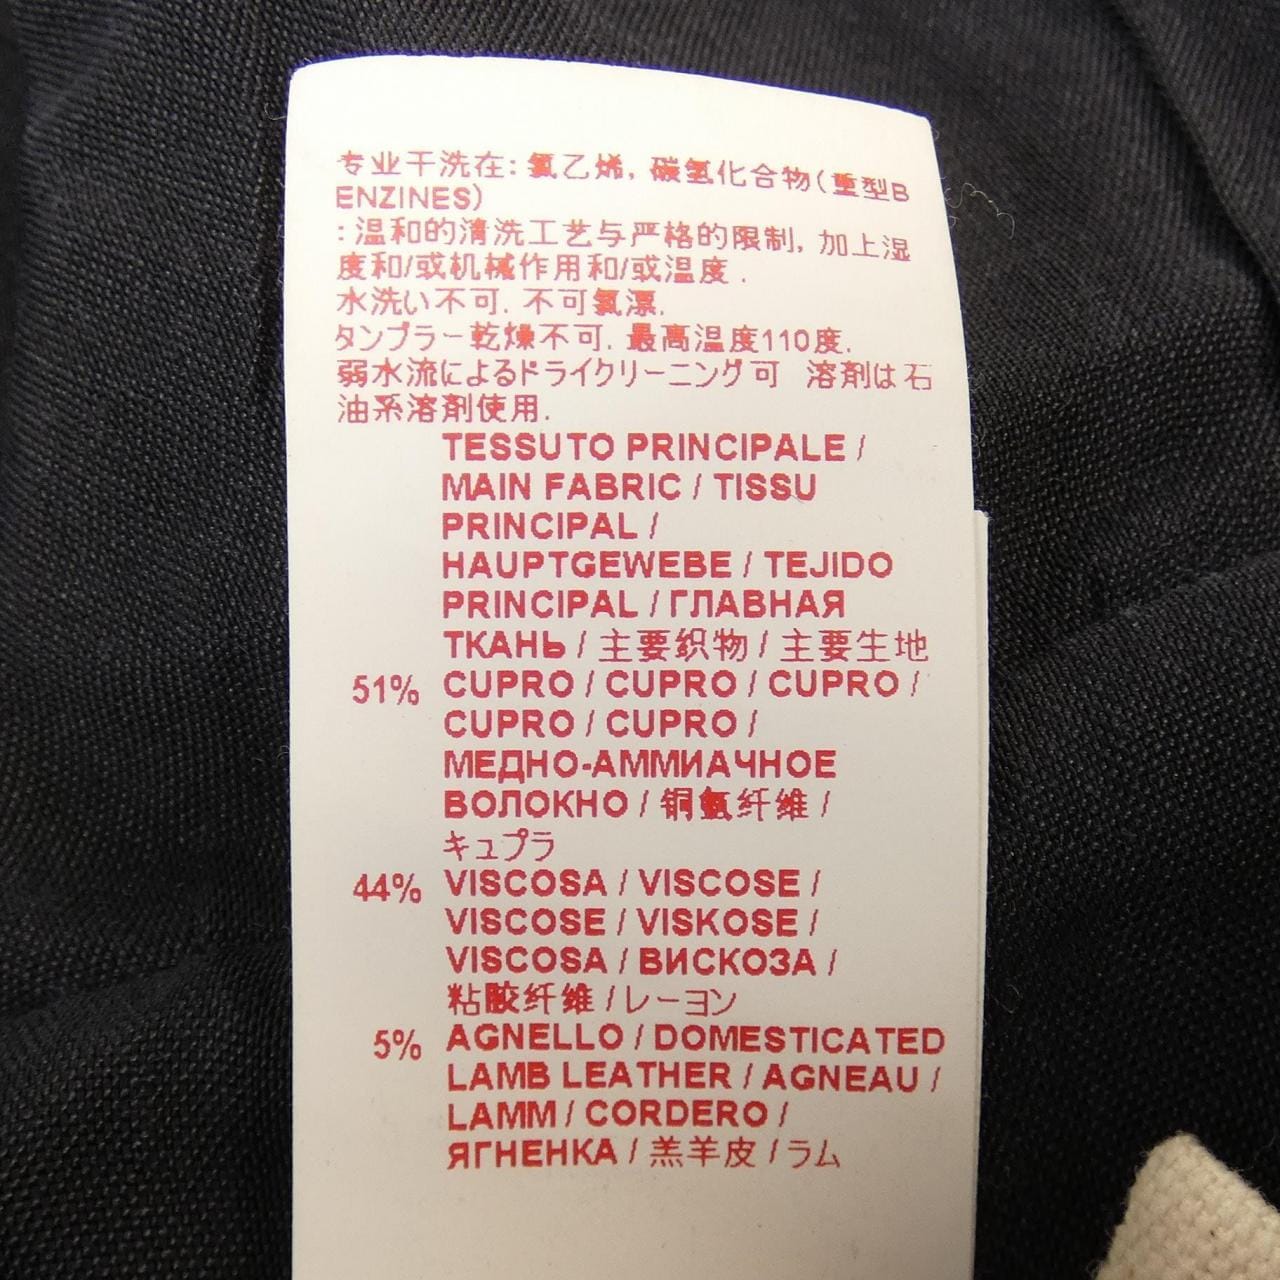 专业干洗在: 氯乙烯, 碳氢化合物(重型B
ENZINES)
: 温和的清洗工艺与严格的限制, 加上湿
度和/或机械作用和/或温度.
水洗い不可. 不可氯漂.
タンブラー乾燥不可. 最高温度110度.
弱水流によるドライクリーニング可 溶剤は石
油系溶剤使用.
TESSUTO PRINCIPALE /
MAIN FABRIC / TISSU
PRINCIPAL /
HAUPTGEWEBE / TEJIDO
PRINCIPAL / ГЛАВНАЯ
ТКАНЬ / 主要织物 / 主要生地
51% CUPRO / CUPRO / CUPRO /
CUPRO / CUPRO /
МЕДНО-АММИАЧНОЕ
ВОЛОКНО / 铜氨纤维 /
キュプラ
44% VISCOSA / VISCOSE /
VISCOSE / VISKOSE /
VISCOSA / ВИСКОЗА /
粘胶纤维 / レーヨン
5% AGNELLO / DOMESTICATED
LAMB LEATHER / AGNEAU /
LAMM / CORDERO /
ЯГНЕНКА / 羔羊皮 / ラム